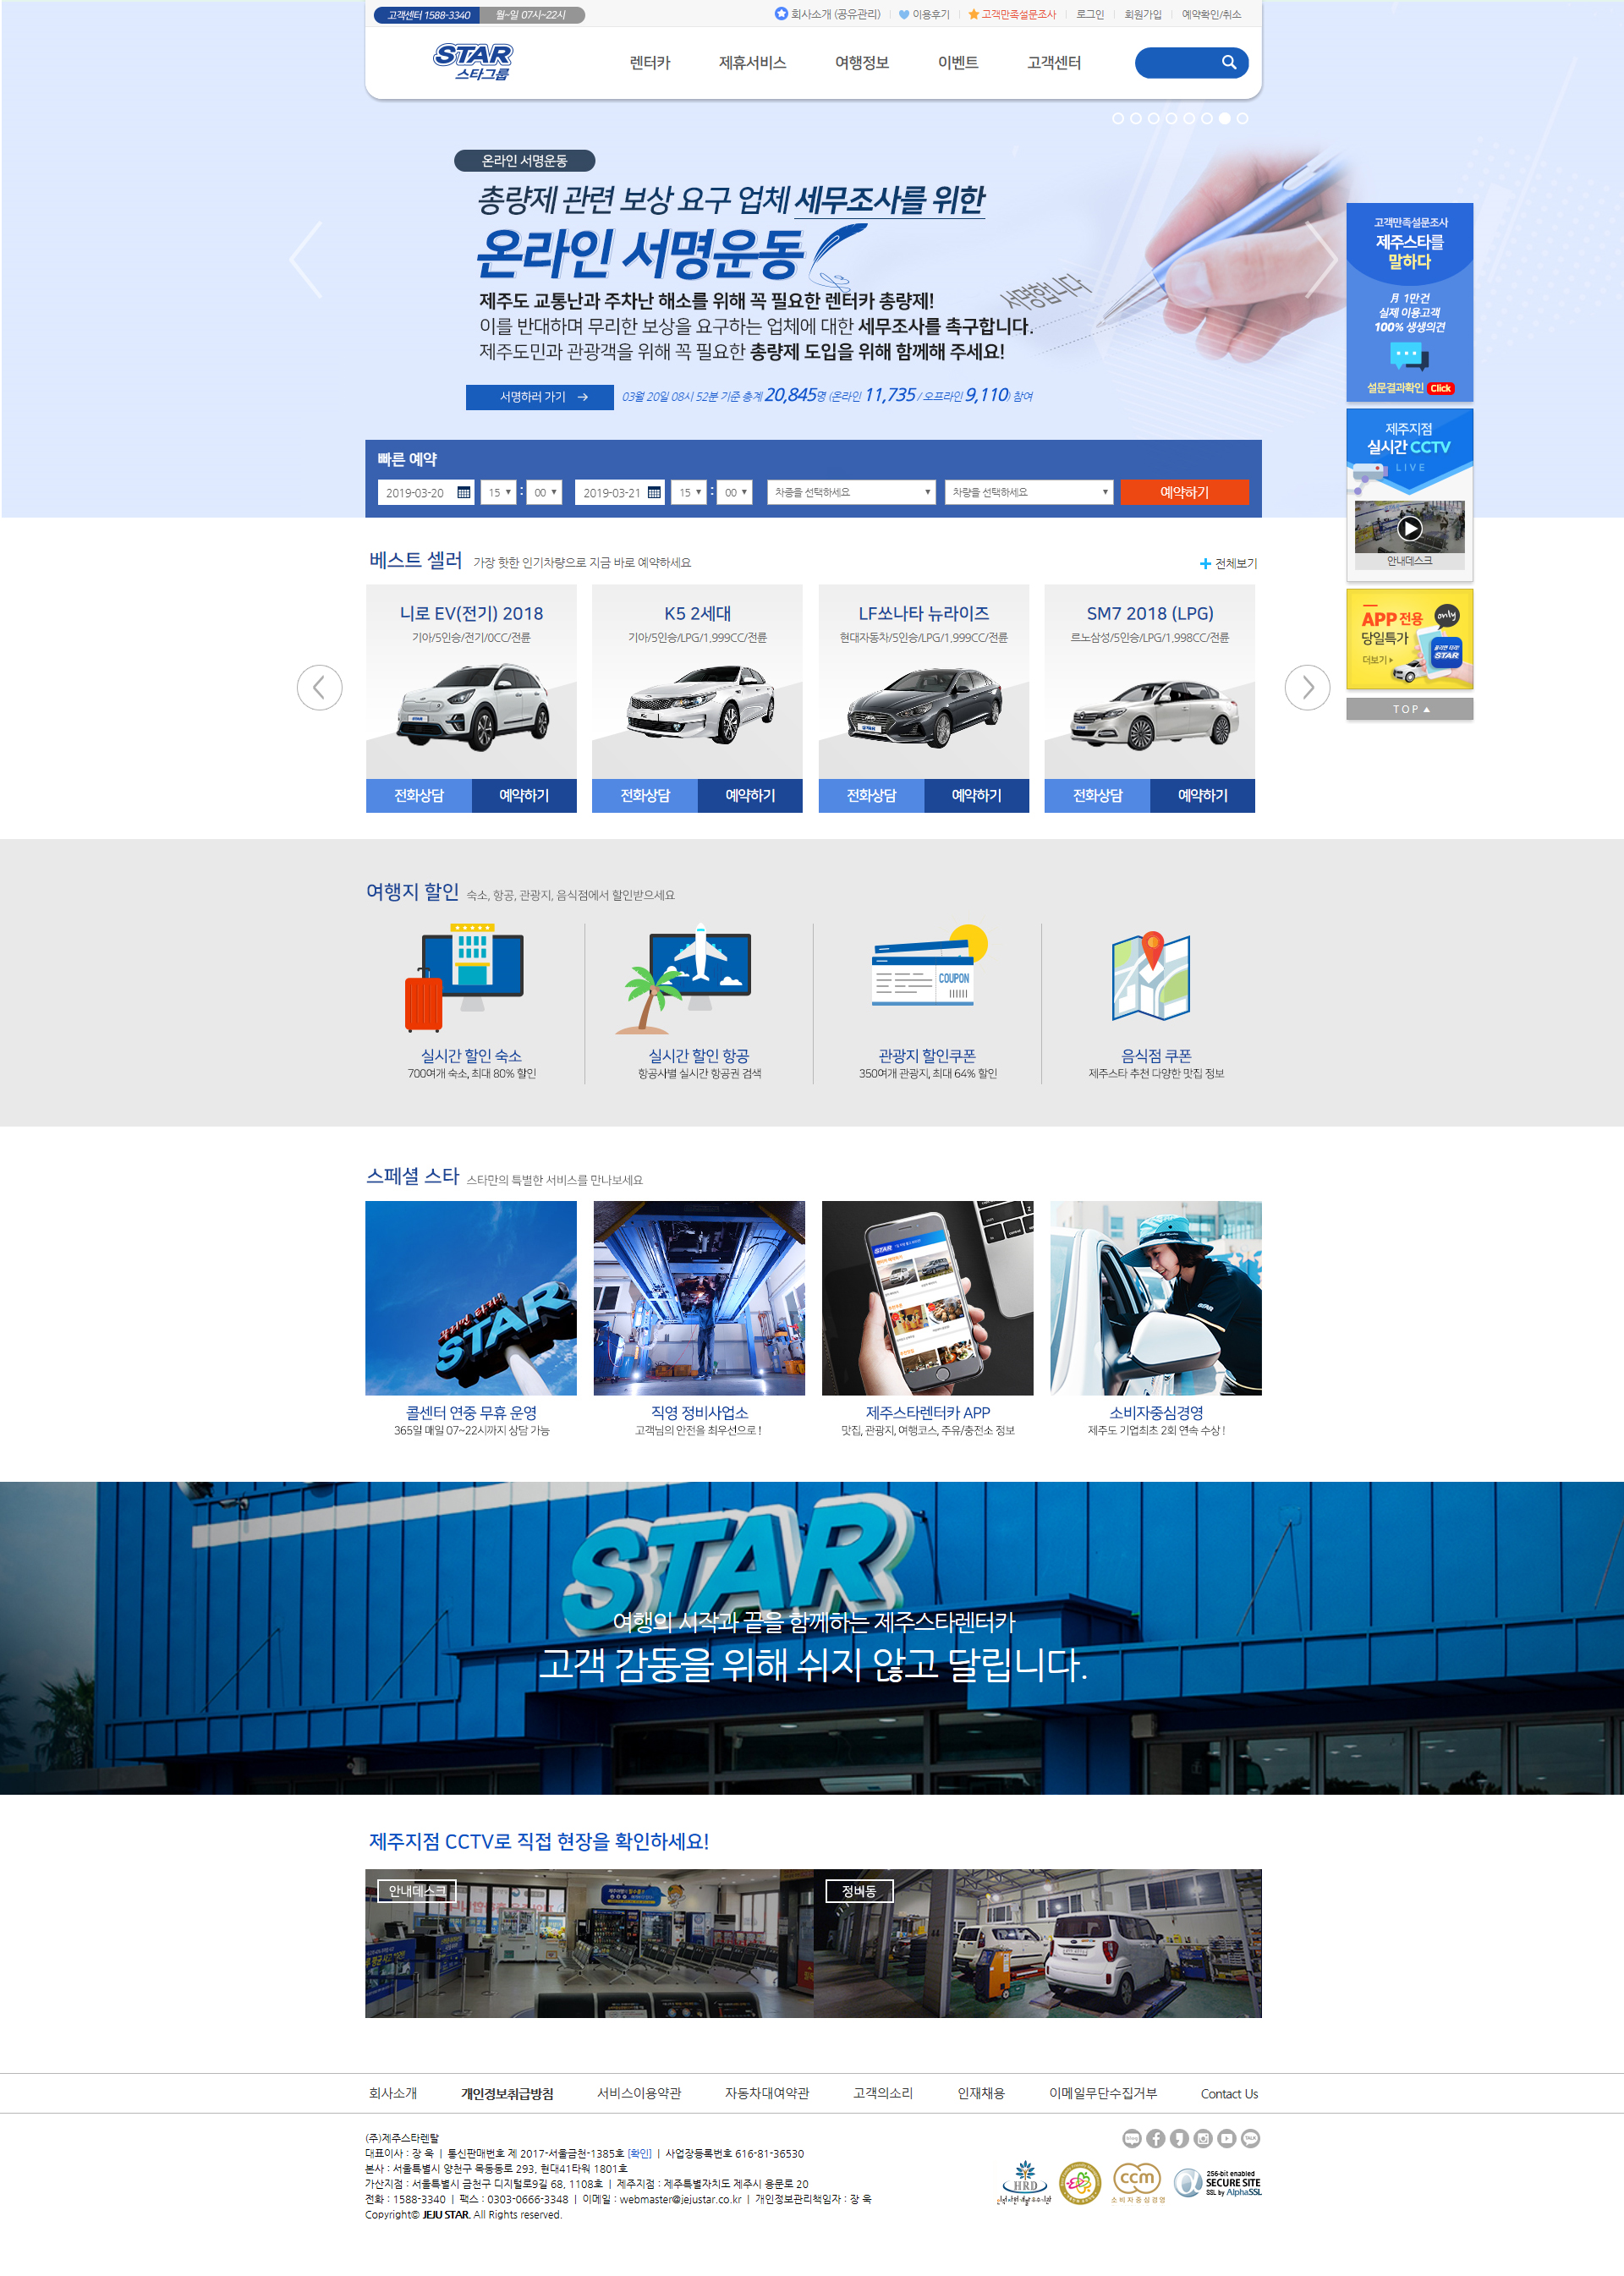 고객센터 1588-3340 월~일 07시~22시
회사소개 (공유관리) 이용후기 고객만족설문조사 로그인 회원가입 예약확인/취소
STAR
스타그룹
렌터카 제휴서비스 여행정보 이벤트 고객센터
온라인 서명운동
총량제 관련 보상 요구 업체 세무조사를 위한
온라인 서명운동
서명합니다
제주도 교통난과 주차난 해소를 위해 꼭 필요한 렌터카 총량제!
이를 반대하며 무리한 보상을 요구하는 업체에 대한 세무조사를 촉구합니다.
제주도민과 관광객을 위해 꼭 필요한 총량제 도입을 위해 함께해 주세요!
서명하러 가기 →
03월 20일 08시 52분 기준 총계 20,845명 (온라인 11,735 / 오프라인 9,110) 참여
고객만족설문조사
제주스타를
말하다
月 1만건
실제 이용고객
100% 생생의견
설문결과확인 Click
제주지점
실시간 CCTV
LIVE
안내데스크
APP 전용
only
당일특가
더보기
STAR
TOP
빠른 예약
2019-03-20 15 : 00 2019-03-21 15 : 00 차종을 선택하세요 차량을 선택하세요 예약하기
베스트 셀러 가장 핫한 인기차량으로 지금 바로 예약하세요
전체보기
니로 EV(전기) 2018
기아/5인승/전기/0CC/전륜
전화상담 예약하기
K5 2세대
기아/5인승/LPG/1,999CC/전륜
전화상담 예약하기
LF쏘나타 뉴라이즈
현대자동차/5인승/LPG/1,999CC/전륜
전화상담 예약하기
SM7 2018 (LPG)
르노삼성/5인승/LPG/1,998CC/전륜
전화상담 예약하기
여행지 할인 숙소, 항공, 관광지, 음식점에서 할인받으세요
COUPON
실시간 할인 숙소
700여개 숙소, 최대 80% 할인
실시간 할인 항공
항공사별 실시간 항공권 검색
관광지 할인쿠폰
350여개 관광지, 최대 64% 할인
음식점 쿠폰
제주스타 추천 다양한 맛집 정보
스페셜 스타 스타만의 특별한 서비스를 만나보세요
STAR
STAR
STAR
콜센터 연중 무휴 운영
365일 매일 07~22시까지 상담 가능
직영 정비사업소
고객님의 안전을 최우선으로 !
제주스타렌터카 APP
맛집, 관광지, 여행코스, 주유/충전소 정보
소비자중심경영
제주도 기업최초 2회 연속 수상 !
STAR
여행의 시작과 끝을 함께하는 제주스타렌터카
고객 감동을 위해 쉬지 않고 달립니다.
제주지점 CCTV로 직접 현장을 확인하세요!
안내데스크
정비동
회사소개 개인정보취급방침 서비스이용약관 자동차대여약관 고객의소리 인재채용 이메일무단수집거부 Contact Us
(주)제주스타렌탈
대표이사 : 장 욱 | 통신판매번호 제 2017-서울금천-1385호 [확인] | 사업장등록번호 616-81-36530
본사 : 서울특별시 양천구 목동동로 293, 현대41타워 1801호
가산지점 : 서울특별시 금천구 디지털로9길 68, 1108호 | 제주지점 : 제주특별자치도 제주시 용문로 20
전화 : 1588-3340 | 팩스 : 0303-0666-3348 | 이메일 : webmaster@jejustar.co.kr | 개인정보관리책임자 : 장 욱
Copyright© JEJU STAR. All Rights reserved.
HRD
ccm
소비자중심경영
256-bit enabled
SECURE SITE
SSL by AlphaSSL